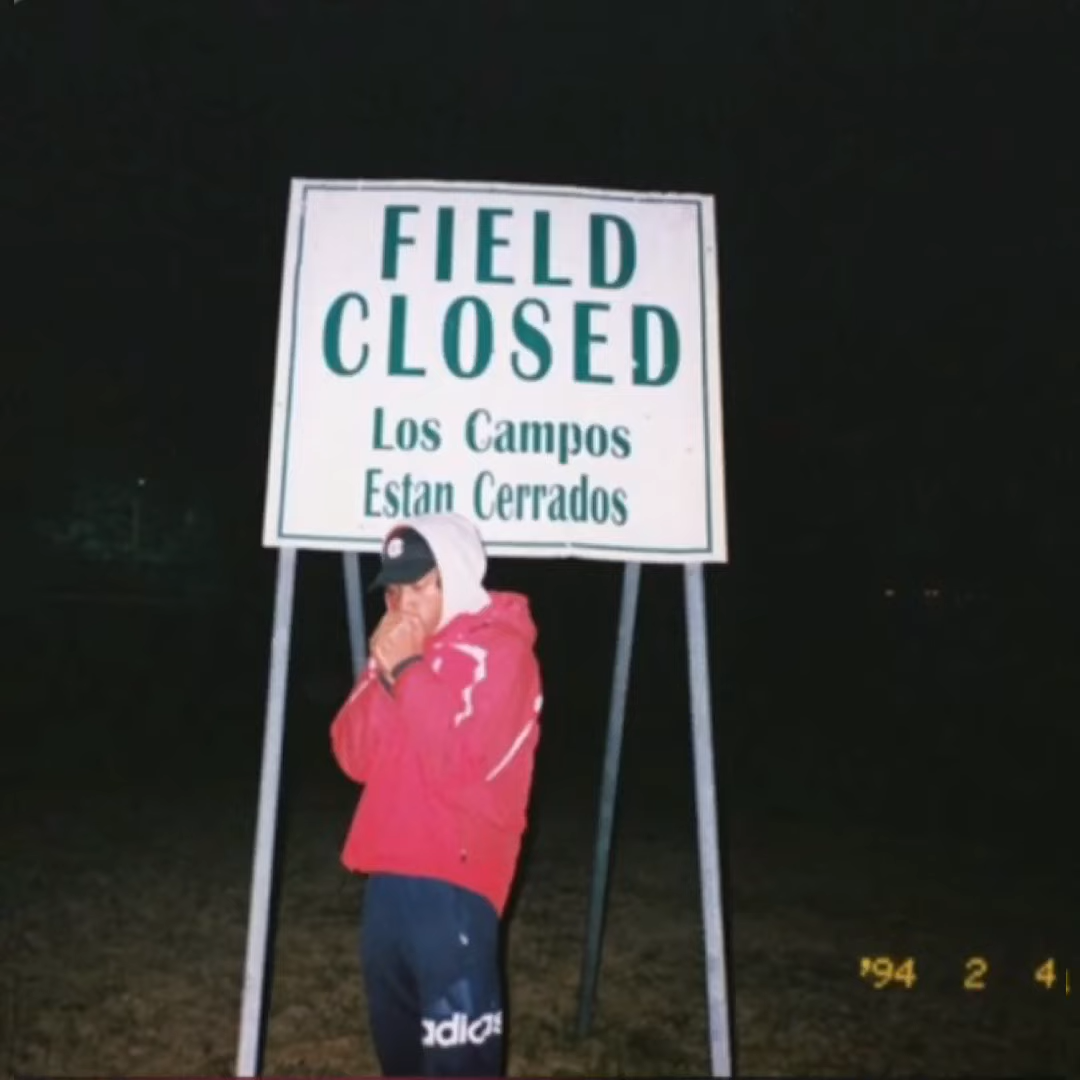 FIELD
CLOSED
Los Campos
Estan Cerrados
'94 2 4
adidas